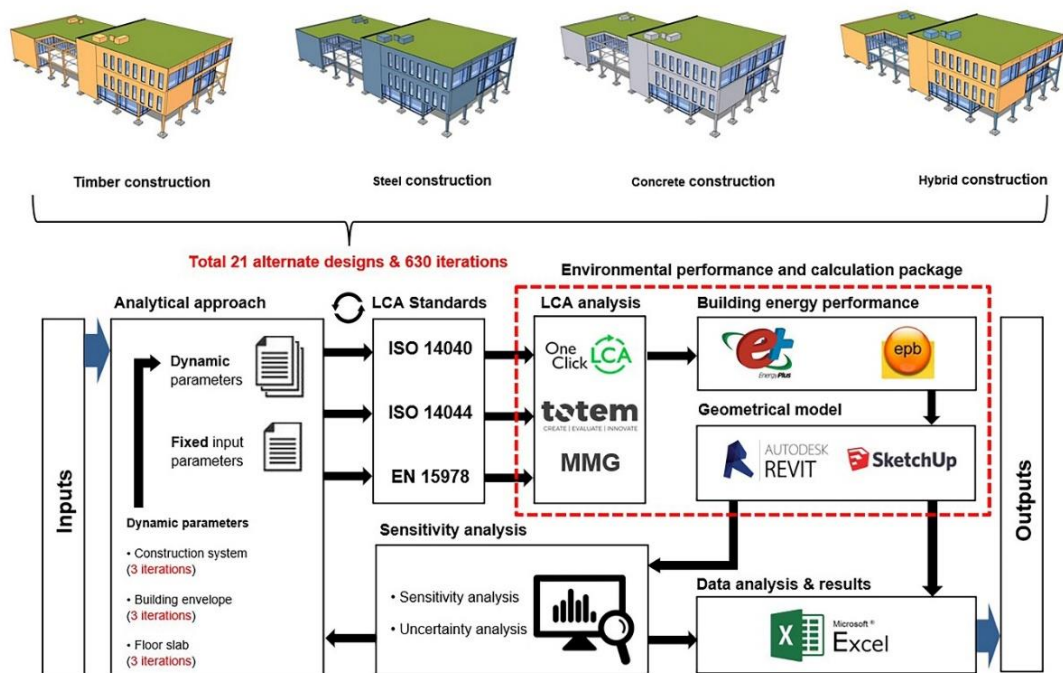 Timber construction
Steel construction
Concrete construction
Hybrid construction
Total 21 alternate designs & 630 iterations
Environmental performance and calculation package
Analytical approach
LCA Standards
LCA analysis
Building energy performance
Inputs
Dynamic
parameters
Fixed input
parameters
Dynamic parameters
• Construction system
(3 iterations)
• Building envelope
(3 iterations)
• Floor slab
(3 iterations)
ISO 14040
ISO 14044
EN 15978
One
Click LCA
totem
CREATE | EVALUATE | INNOVATE
MMG
et
EnergyPlus
epb
Geometrical model
AUTODESK
REVIT
SketchUp
Sensitivity analysis
• Sensitivity analysis
• Uncertainty analysis
Data analysis & results
X
Microsoft ®
Excel
Outputs